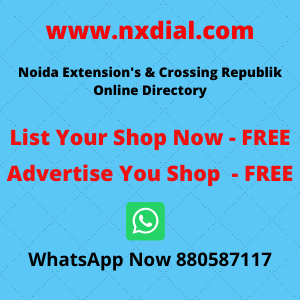 www.nxdial.com
Noida Extension's & Crossing Republik
Online Directory
List Your Shop Now - FREE
Advertise You Shop - FREE
WhatsApp Now 880587117